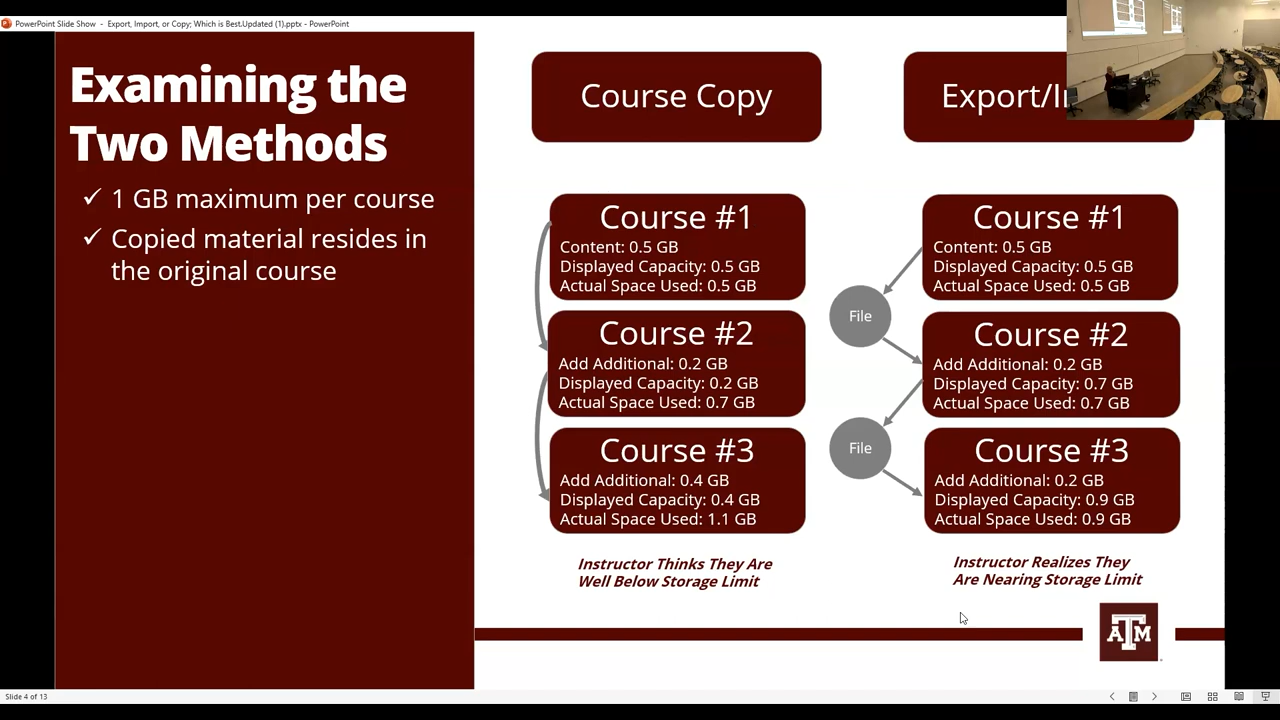 PowerPoint Slide Show - Export, Import, or Copy; Which is Best.Updated (1).pptx - PowerPoint
Examining the
Two Methods
✓ 1 GB maximum per course
✓ Copied material resides in
the original course
Course Copy
Course #1
Content: 0.5 GB
Displayed Capacity: 0.5 GB
Actual Space Used: 0.5 GB
Course #2
Add Additional: 0.2 GB
Displayed Capacity: 0.2 GB
Actual Space Used: 0.7 GB
Course #3
Add Additional: 0.4 GB
Displayed Capacity: 0.4 GB
Actual Space Used: 1.1 GB
Instructor Thinks They Are
Well Below Storage Limit
Export/I
Course #1
Content: 0.5 GB
Displayed Capacity: 0.5 GB
Actual Space Used: 0.5 GB
File
Course #2
Add Additional: 0.2 GB
Displayed Capacity: 0.7 GB
Actual Space Used: 0.7 GB
File
Course #3
Add Additional: 0.2 GB
Displayed Capacity: 0.9 GB
Actual Space Used: 0.9 GB
Instructor Realizes They
Are Nearing Storage Limit
ATM
Slide 4 of 13